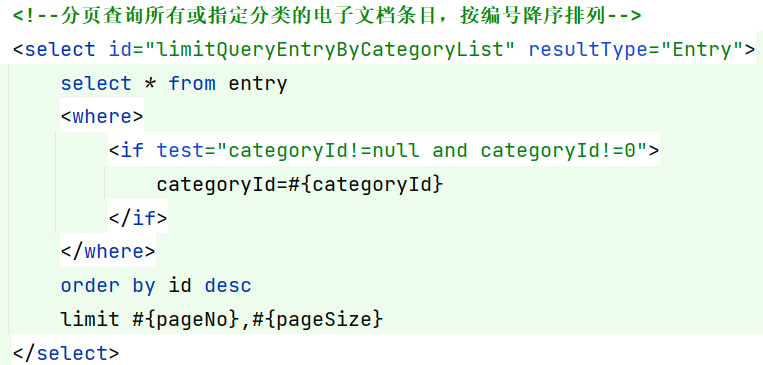 <!--分页查询所有或指定分类的电子文档条目，按编号降序排列-->
<select id="limitQueryEntryByCategoryList" resultType="Entry">
    select * from entry
    <where>
        <if test="categoryId!=null and categoryId!=0">
            categoryId=#{categoryId}
        </if>
    </where>
    order by id desc
    limit #{pageNo},#{pageSize}
</select>